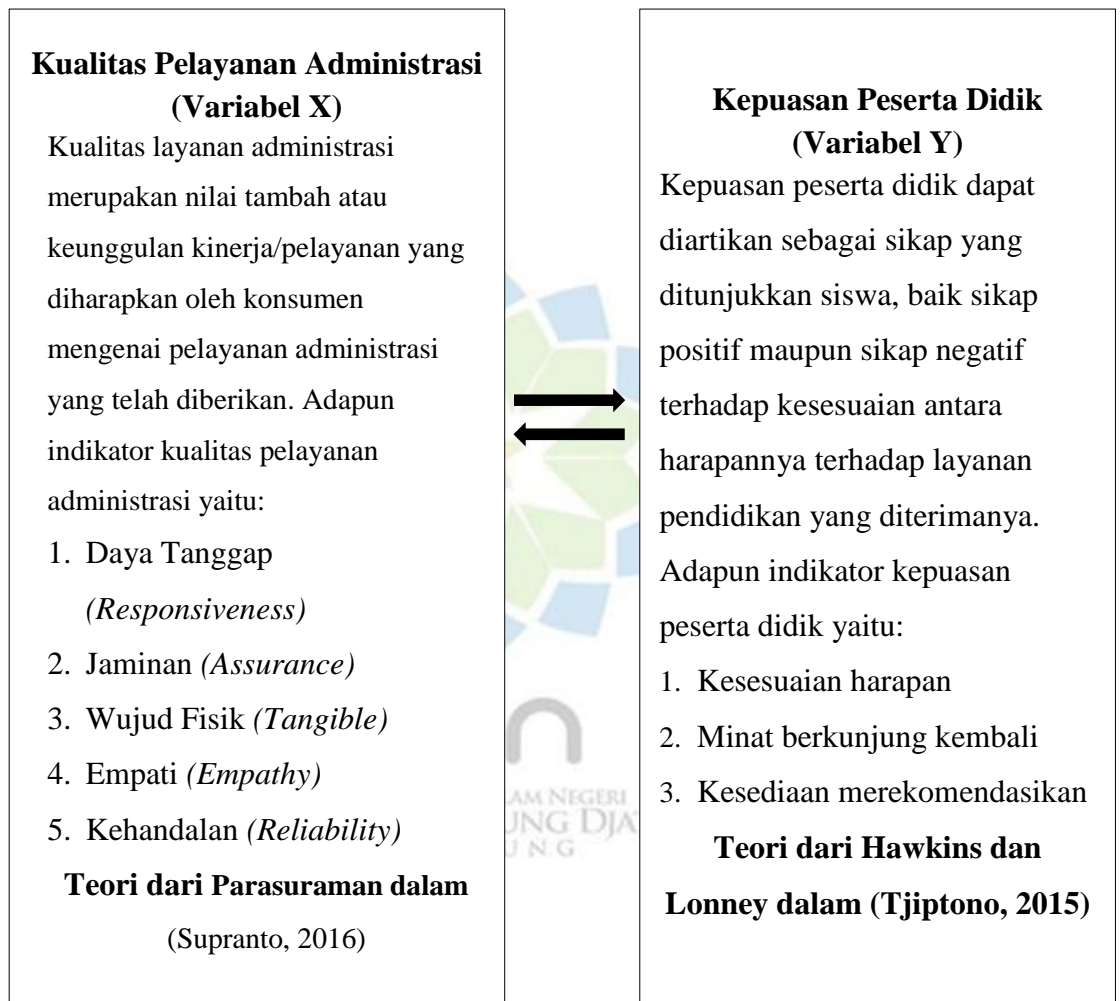 Kualitas Pelayanan Administrasi
(Variabel X)
Kualitas layanan administrasi
merupakan nilai tambah atau
keunggulan kinerja/pelayanan yang
diharapkan oleh konsumen
mengenai pelayanan administrasi
yang telah diberikan. Adapun
indikator kualitas pelayanan
administrasi yaitu:
1. Daya Tanggap
(Responsiveness)
2. Jaminan (Assurance)
3. Wujud Fisik (Tangible)
4. Empati (Empathy)
5. Kehandalan (Reliability)
Teori dari Parasuraman dalam
(Supranto, 2016)
Kepuasan Peserta Didik
(Variabel Y)
Kepuasan peserta didik dapat
diartikan sebagai sikap yang
ditunjukkan siswa, baik sikap
positif maupun sikap negatif
terhadap kesesuaian antara
harapannya terhadap layanan
pendidikan yang diterimanya.
Adapun indikator kepuasan
peserta didik yaitu:
1. Kesesuaian harapan
2. Minat berkunjung kembali
3. Kesediaan merekomendasikan
Teori dari Hawkins dan
Lonney dalam (Tjiptono, 2015)
NEGERI